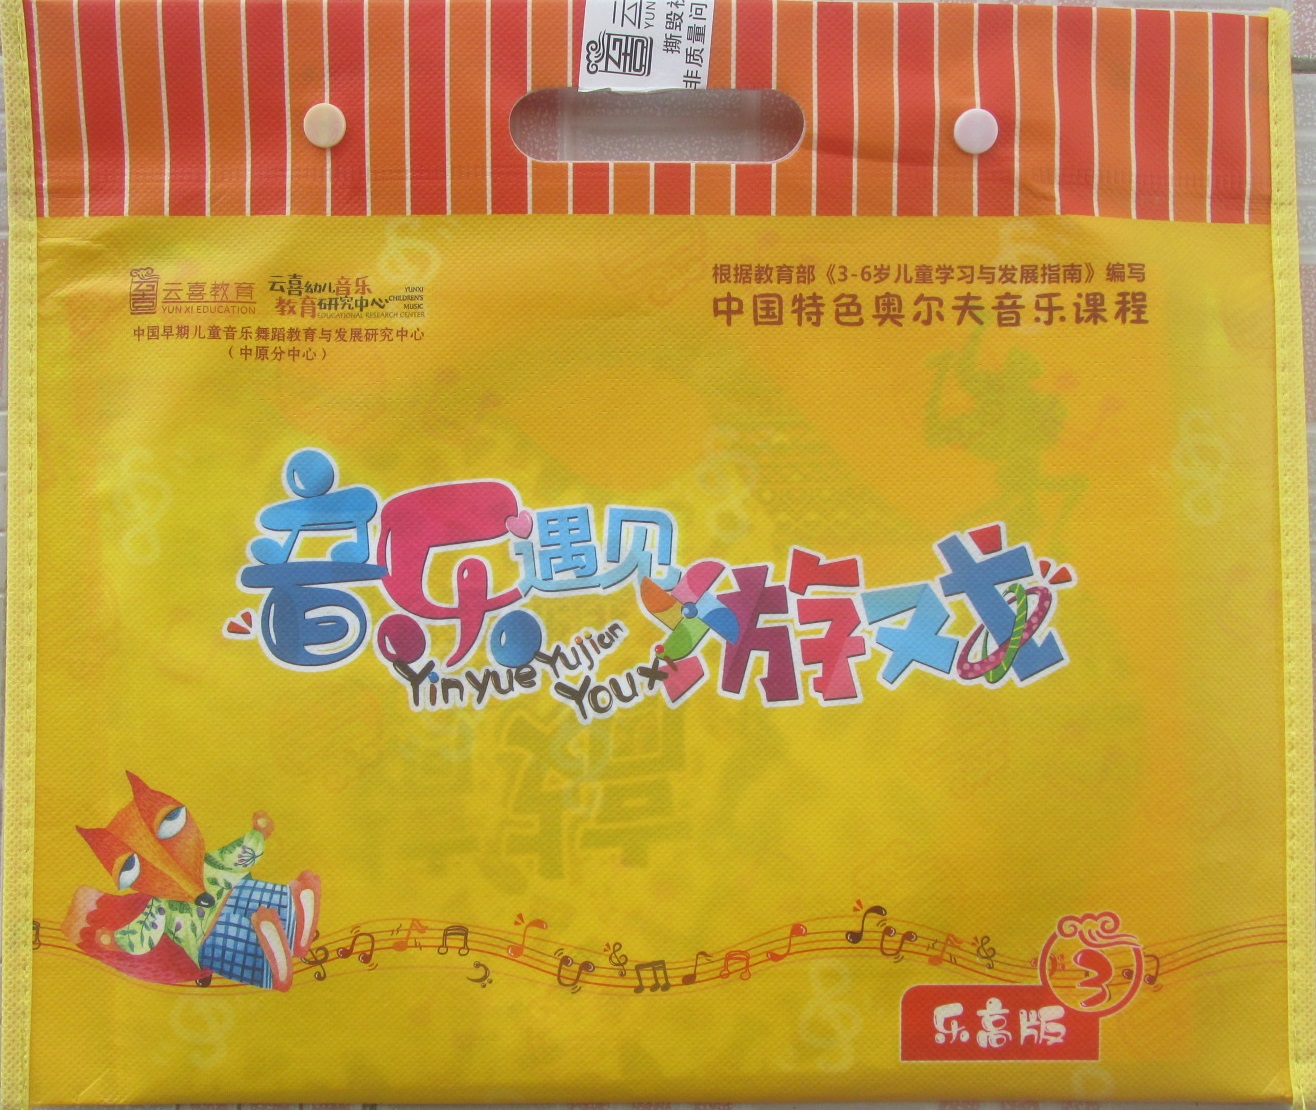 云
YUN
撕毁
非质量问
云喜教育
YUN XI EDUCATION
云喜幼儿音乐
教育研究中心
YUNXI
CHILDREN'S
MUSIC
EDUCATIONAL RESEARCH CENTER
中国早期儿童音乐舞蹈教育与发展研究中心
（中原分中心）
根据教育部《3-6岁儿童学习与发展指南》编写
中国特色奥尔夫音乐课程
音乐遇见游戏
Yinyue Yujian
Youxi
3
乐高版